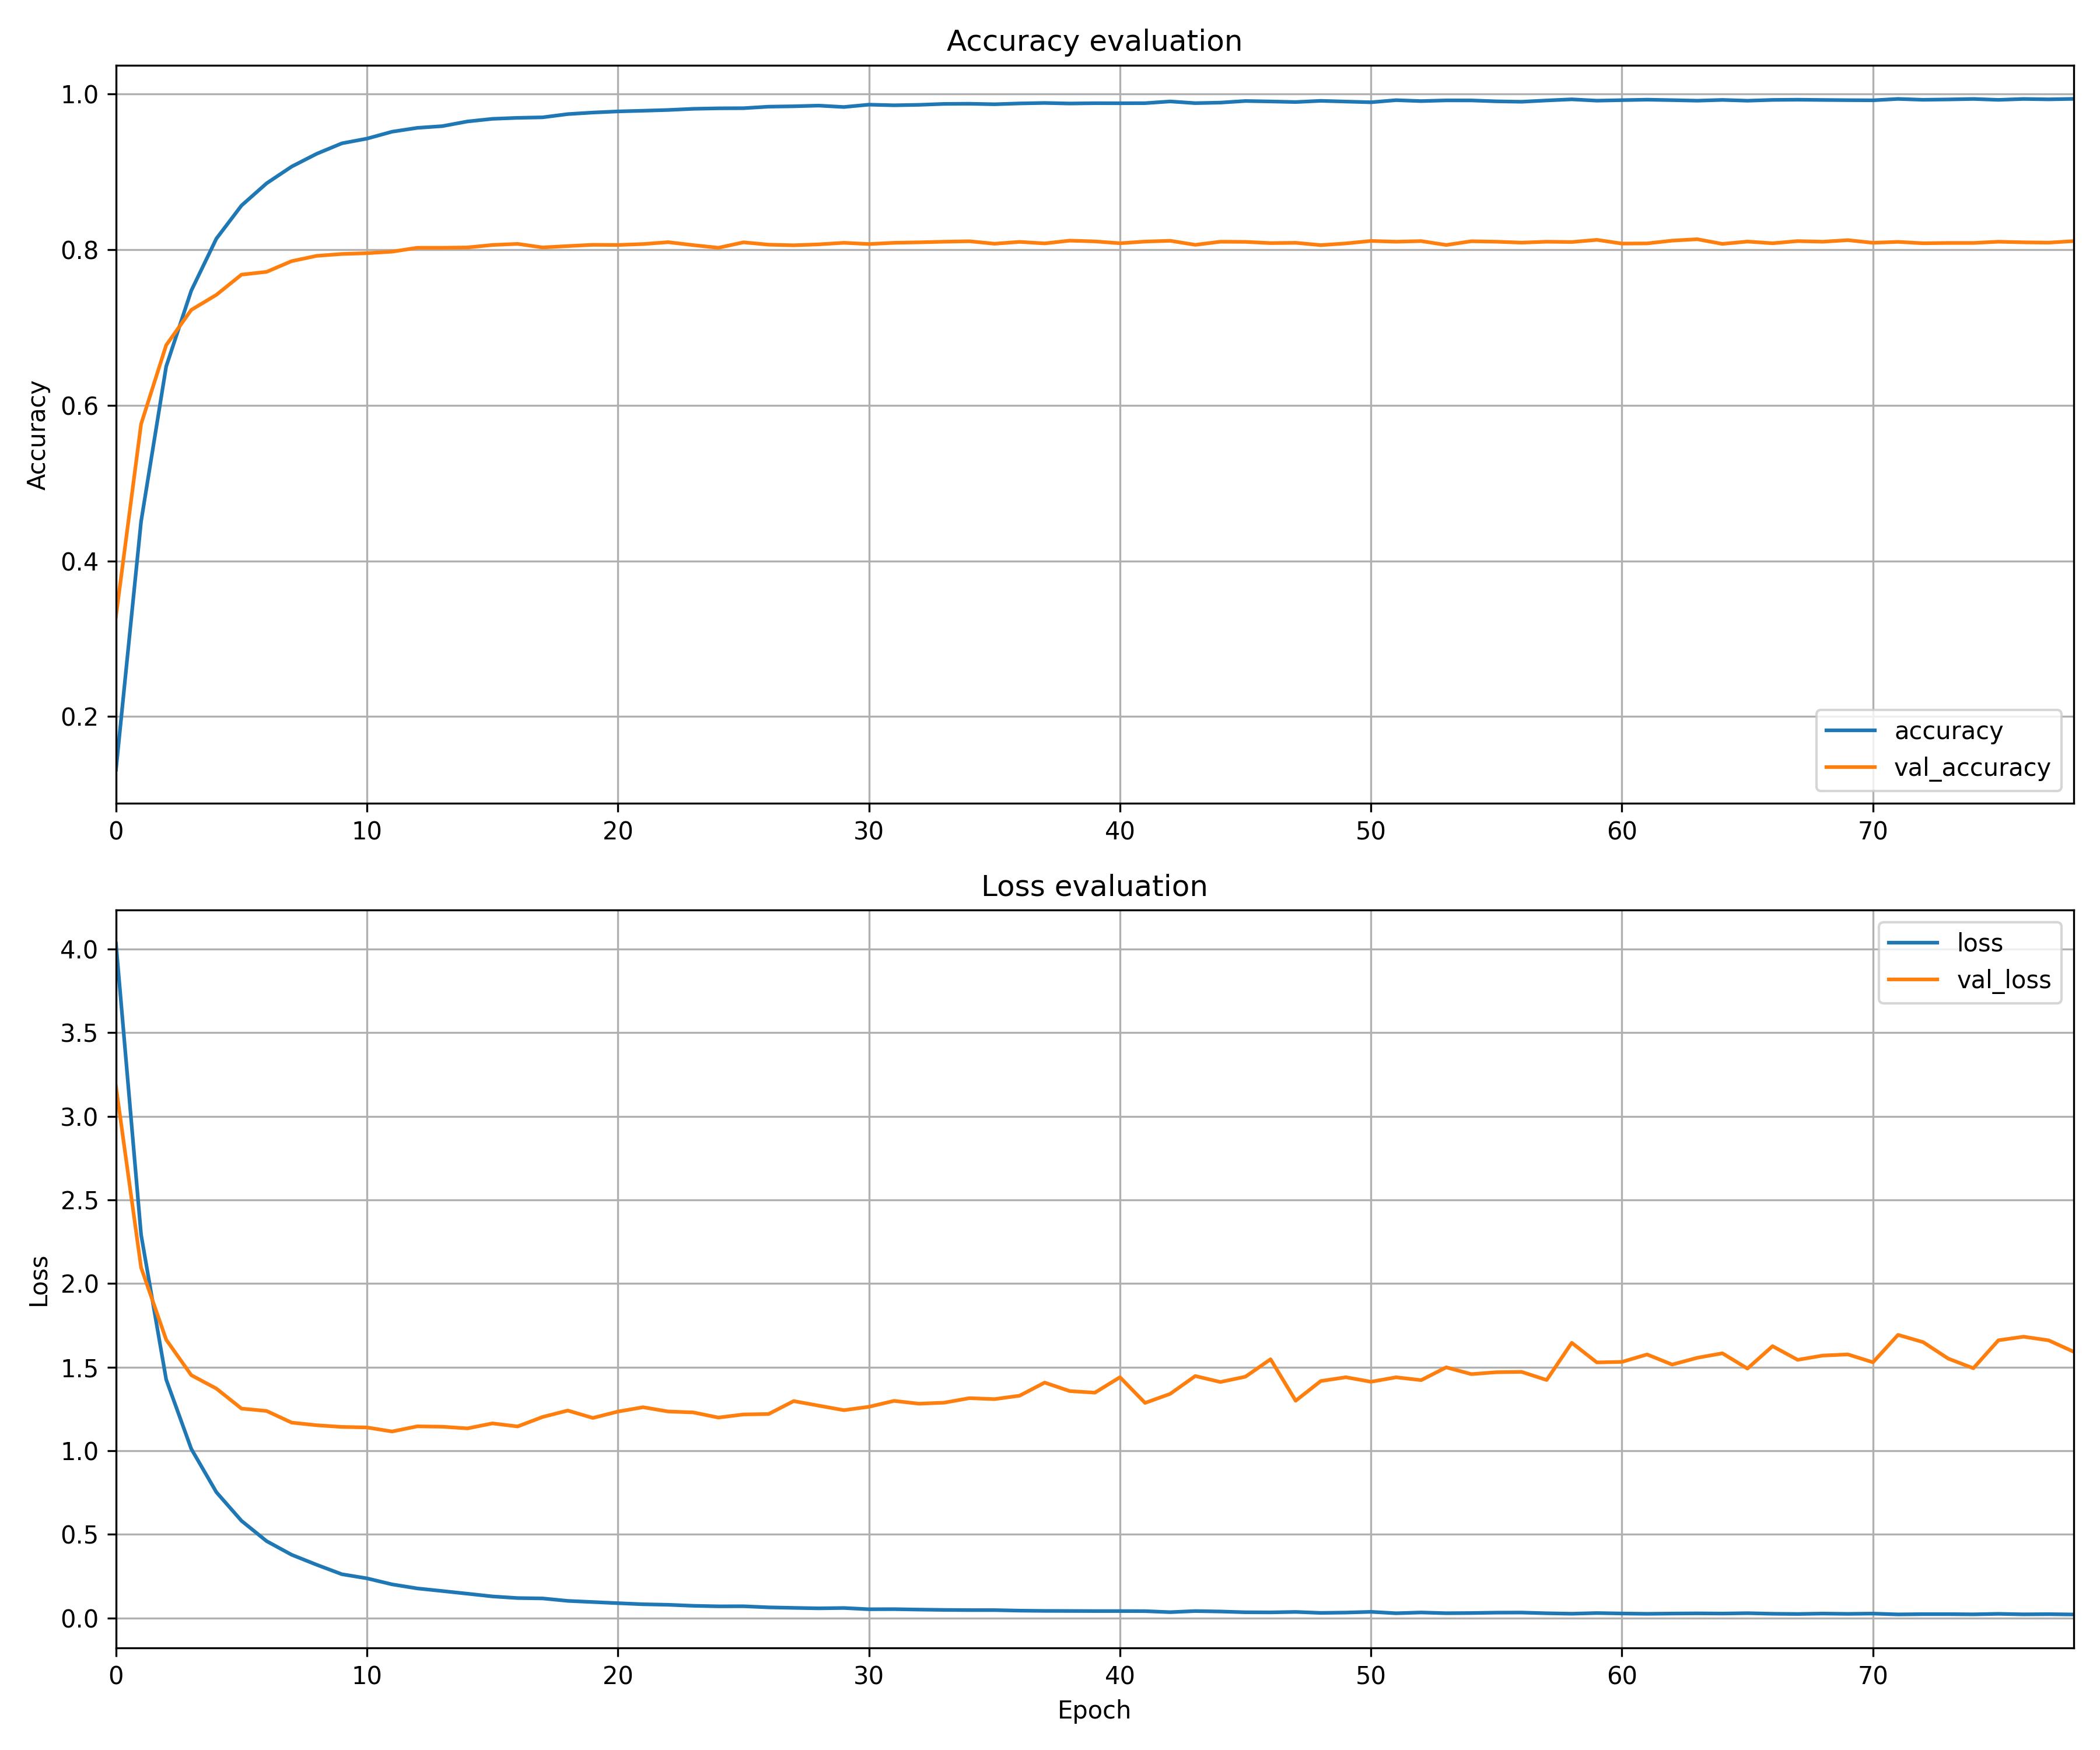 Accuracy evaluation
1.0
0.8
0.6
0.4
0.2
Accuracy
accuracy
val_accuracy
0 10 20 30 40 50 60 70
Loss evaluation
4.0
3.5
3.0
2.5
2.0
1.5
1.0
0.5
0.0
Loss
loss
val_loss
0 10 20 30 40 50 60 70
Epoch